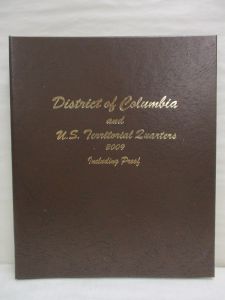 District of Columbia
and
U.S. Territorial Quarters
2009
Including Proof